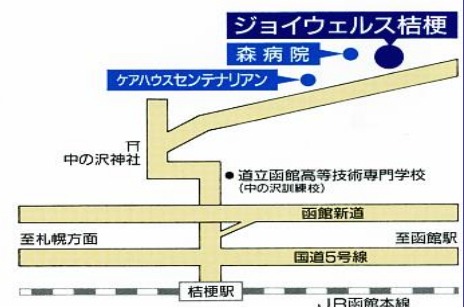 ジョイウェルス桔梗
森病院
ケアハウスセンテナリアン
中の沢神社
道立函館高等技術専門学校
(中の沢訓練校)
函館新道
至札幌方面
至函館駅
国道5号線
桔梗駅
JR函館本線